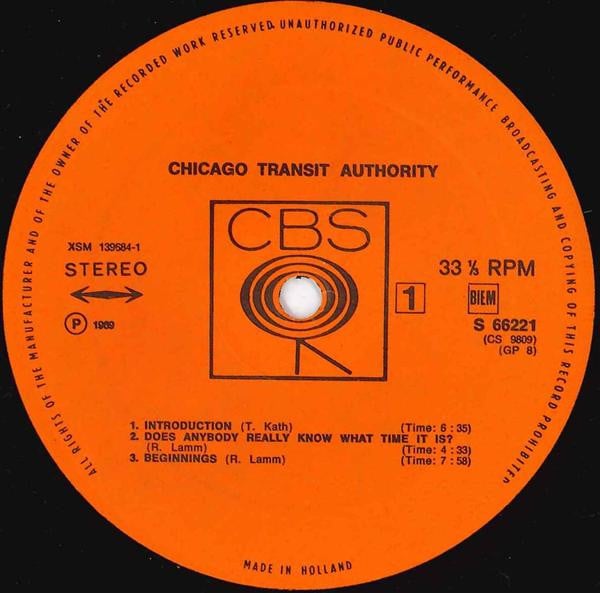 ALL RIGHTS OF THE MANUFACTURER AND OF THE OWNER OF THE RECORDED WORK RESERVED. UNAUTHORIZED PUBLIC PERFORMANCE BROADCASTING AND COPYING OF THIS RECORD PROHIBITED
CHICAGO TRANSIT AUTHORITY
CBS
XSM 139684-1
STEREO
Ⓟ 1969
1
33 ⅓ RPM
BIEM
S 66221
(CS 9809)
(GP 8)
1. INTRODUCTION (T. Kath) (Time: 6 : 35)
2. DOES ANYBODY REALLY KNOW WHAT TIME IT IS?
(R. Lamm) (Time: 4 : 33)
3. BEGINNINGS (R. Lamm) (Time: 7 : 58)
MADE IN HOLLAND